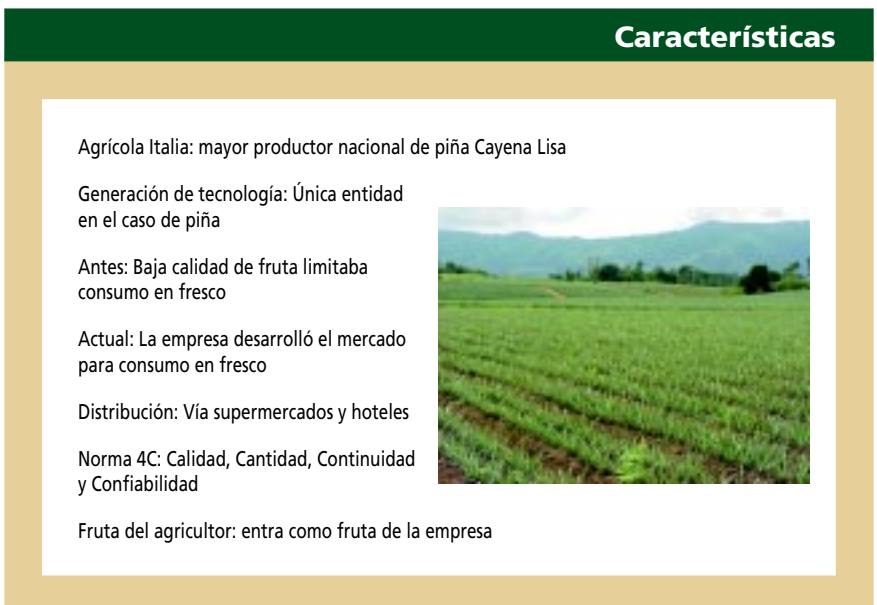 Características
Agrícola Italia: mayor productor nacional de piña Cayena Lisa
Generación de tecnología: Única entidad
en el caso de piña
Antes: Baja calidad de fruta limitaba
consumo en fresco
Actual: La empresa desarrolló el mercado
para consumo en fresco
Distribución: Vía supermercados y hoteles
Norma 4C: Calidad, Cantidad, Continuidad
y Confiabilidad
Fruta del agricultor: entra como fruta de la empresa